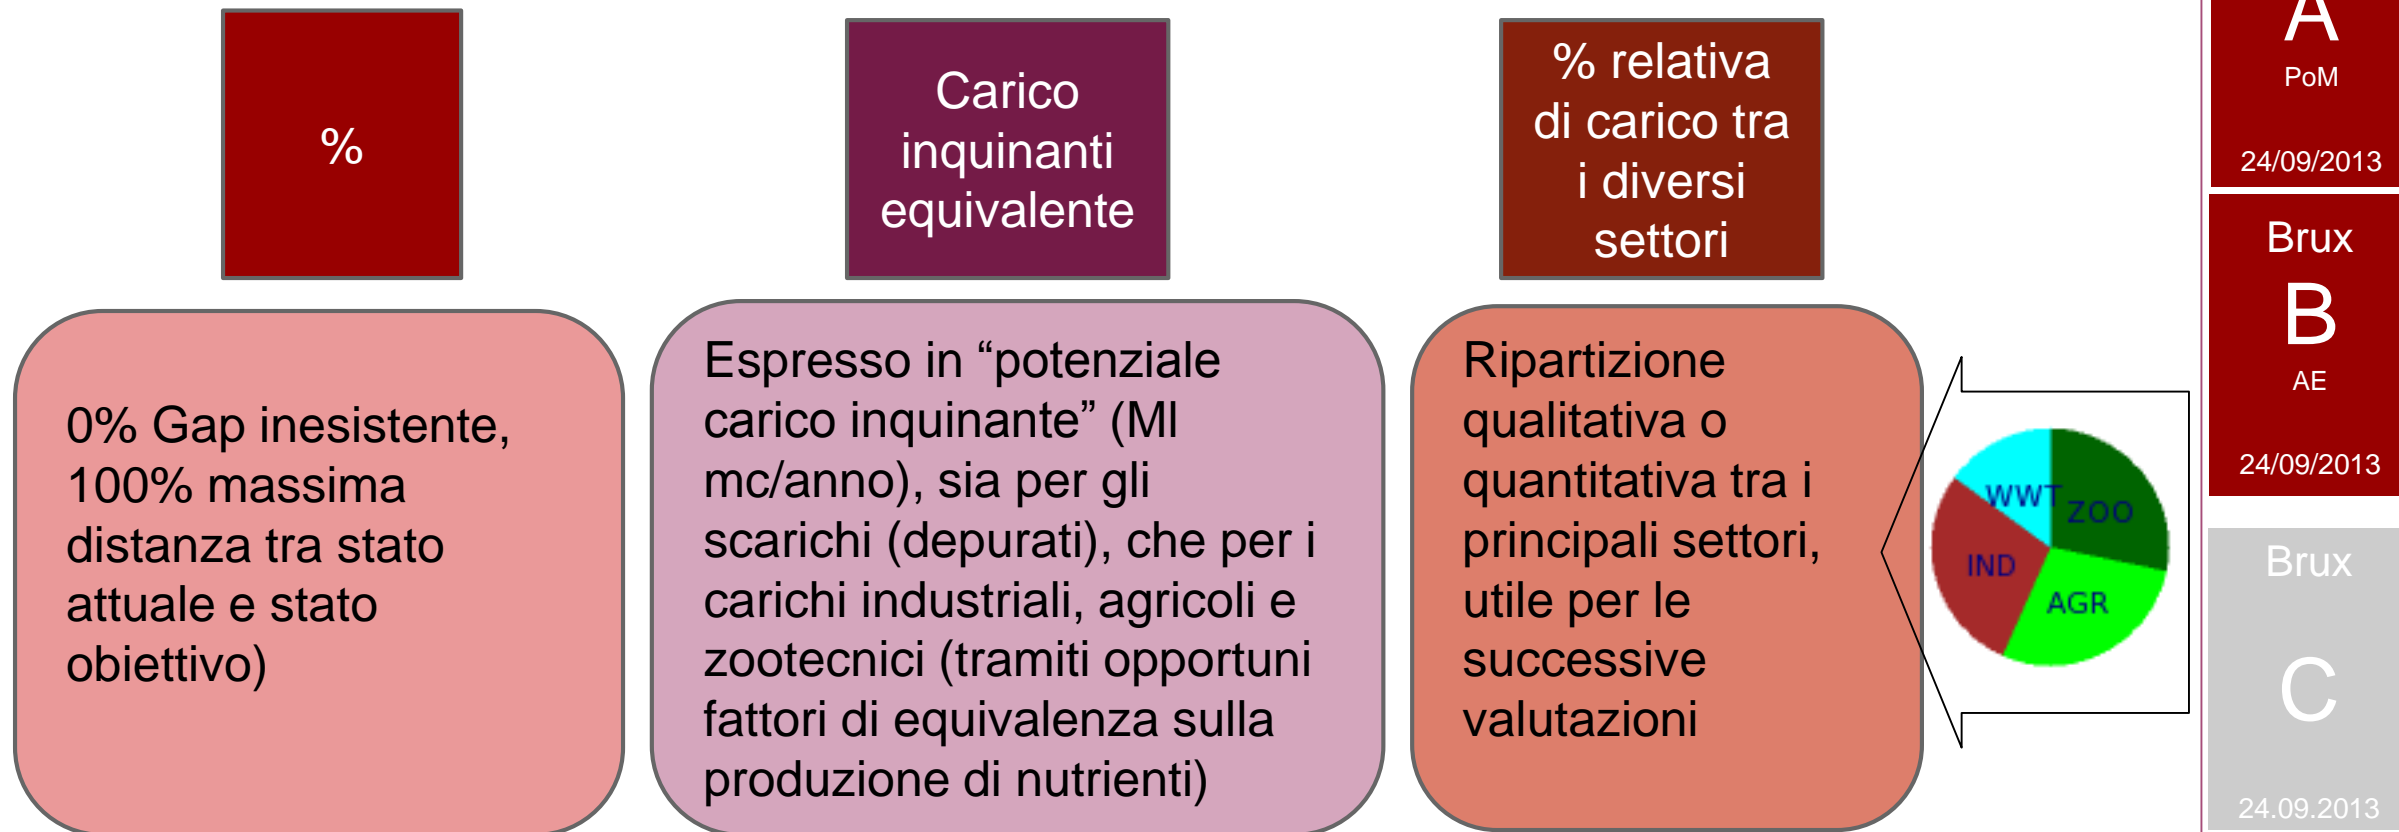 %
Carico
inquinanti
equivalente
% relativa
di carico tra
i diversi
settori
0% Gap inesistente,
100% massima
distanza tra stato
attuale e stato
obiettivo)
Espresso in “potenziale
carico inquinante” (Ml
mc/anno), sia per gli
scarichi (depurati), che per i
carichi industriali, agricoli e
zootecnici (tramiti opportuni
fattori di equivalenza sulla
produzione di nutrienti)
Ripartizione
qualitativa o
quantitativa tra i
principali settori,
utile per le
successive
valutazioni
WWT
ZOO
IND
AGR
A
PoM
24/09/2013
Brux
B
AE
24/09/2013
Brux
C
24.09.2013